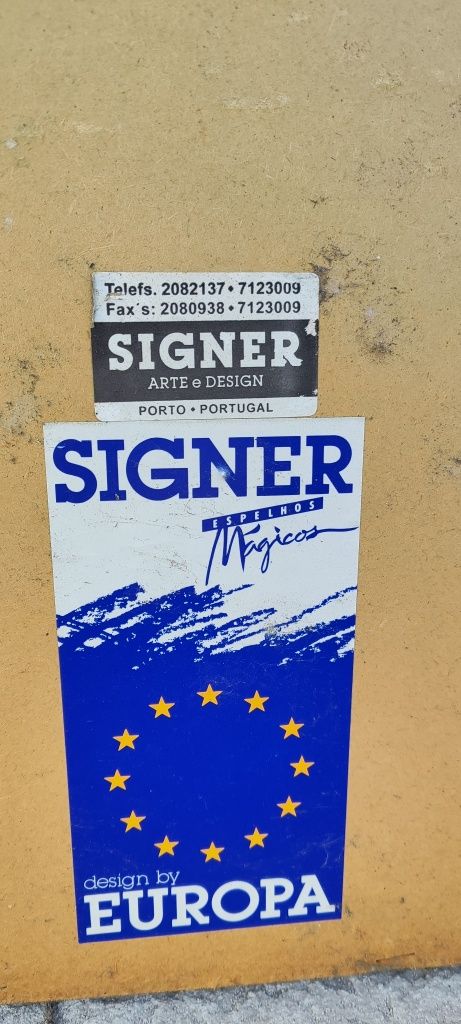 Telefs. 2082137 • 7123009
Fax's: 2080938 • 7123009
SIGNER
ARTE e DESIGN
PORTO • PORTUGAL
SIGNER
ESPELHOS
Mágicos
design by
EUROPA